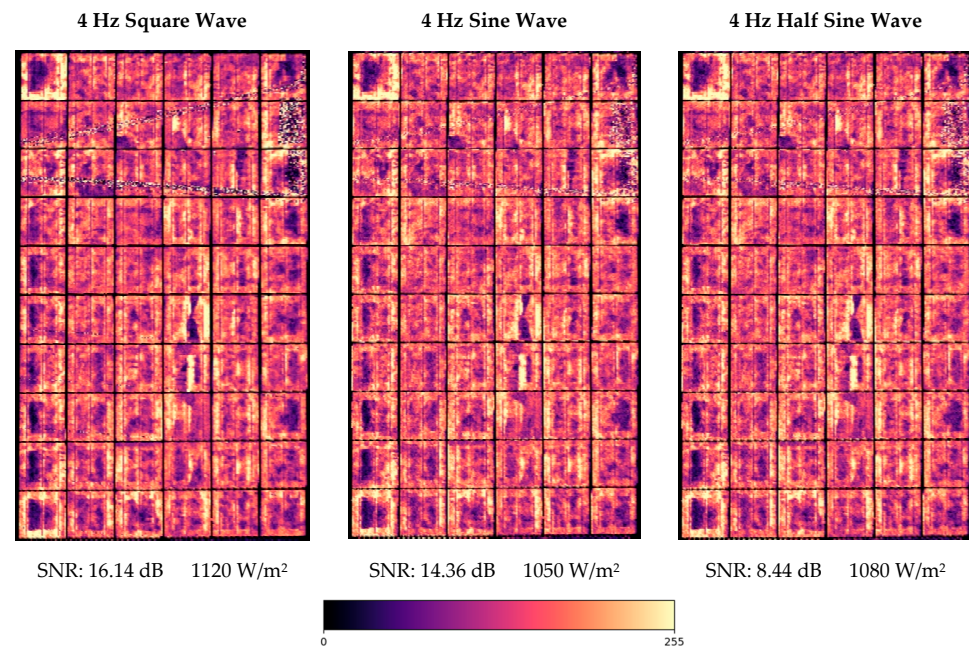 4 Hz Square Wave
4 Hz Sine Wave
4 Hz Half Sine Wave
SNR: 16.14 dB 1120 W/m²
SNR: 14.36 dB 1050 W/m²
SNR: 8.44 dB 1080 W/m²
0
255